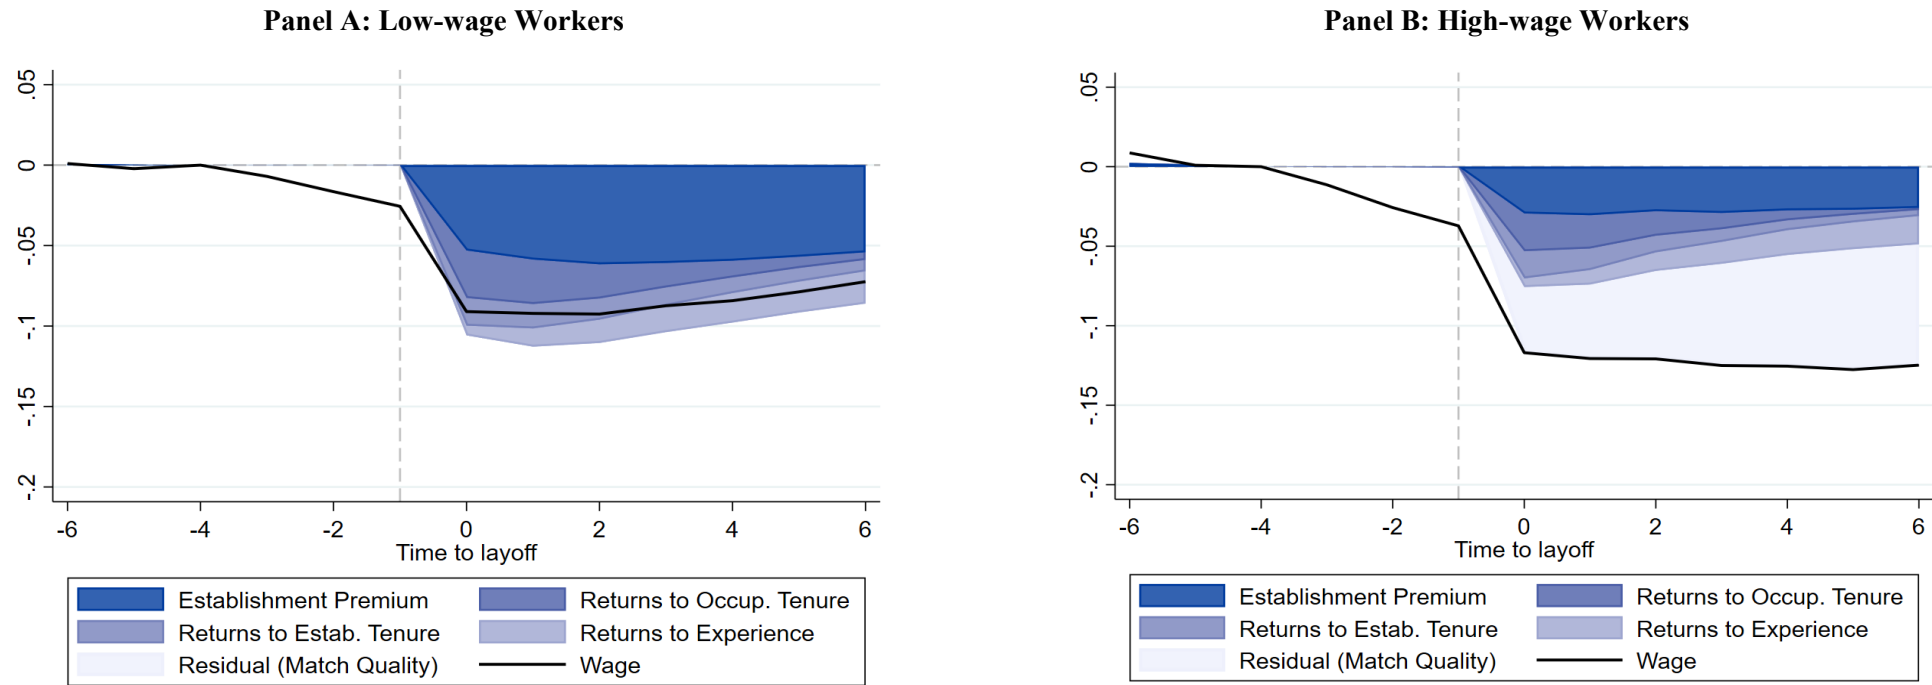 Panel A: Low-wage Workers
.05
0
-.05
-.1
-.15
-.2
-6
-4
-2
0
2
4
6
Time to layoff
Establishment Premium
Returns to Occup. Tenure
Returns to Estab. Tenure
Returns to Experience
Residual (Match Quality)
Wage
Panel B: High-wage Workers
.05
0
-.05
-.1
-.15
-.2
-6
-4
-2
0
2
4
6
Time to layoff
Establishment Premium
Returns to Occup. Tenure
Returns to Estab. Tenure
Returns to Experience
Residual (Match Quality)
Wage